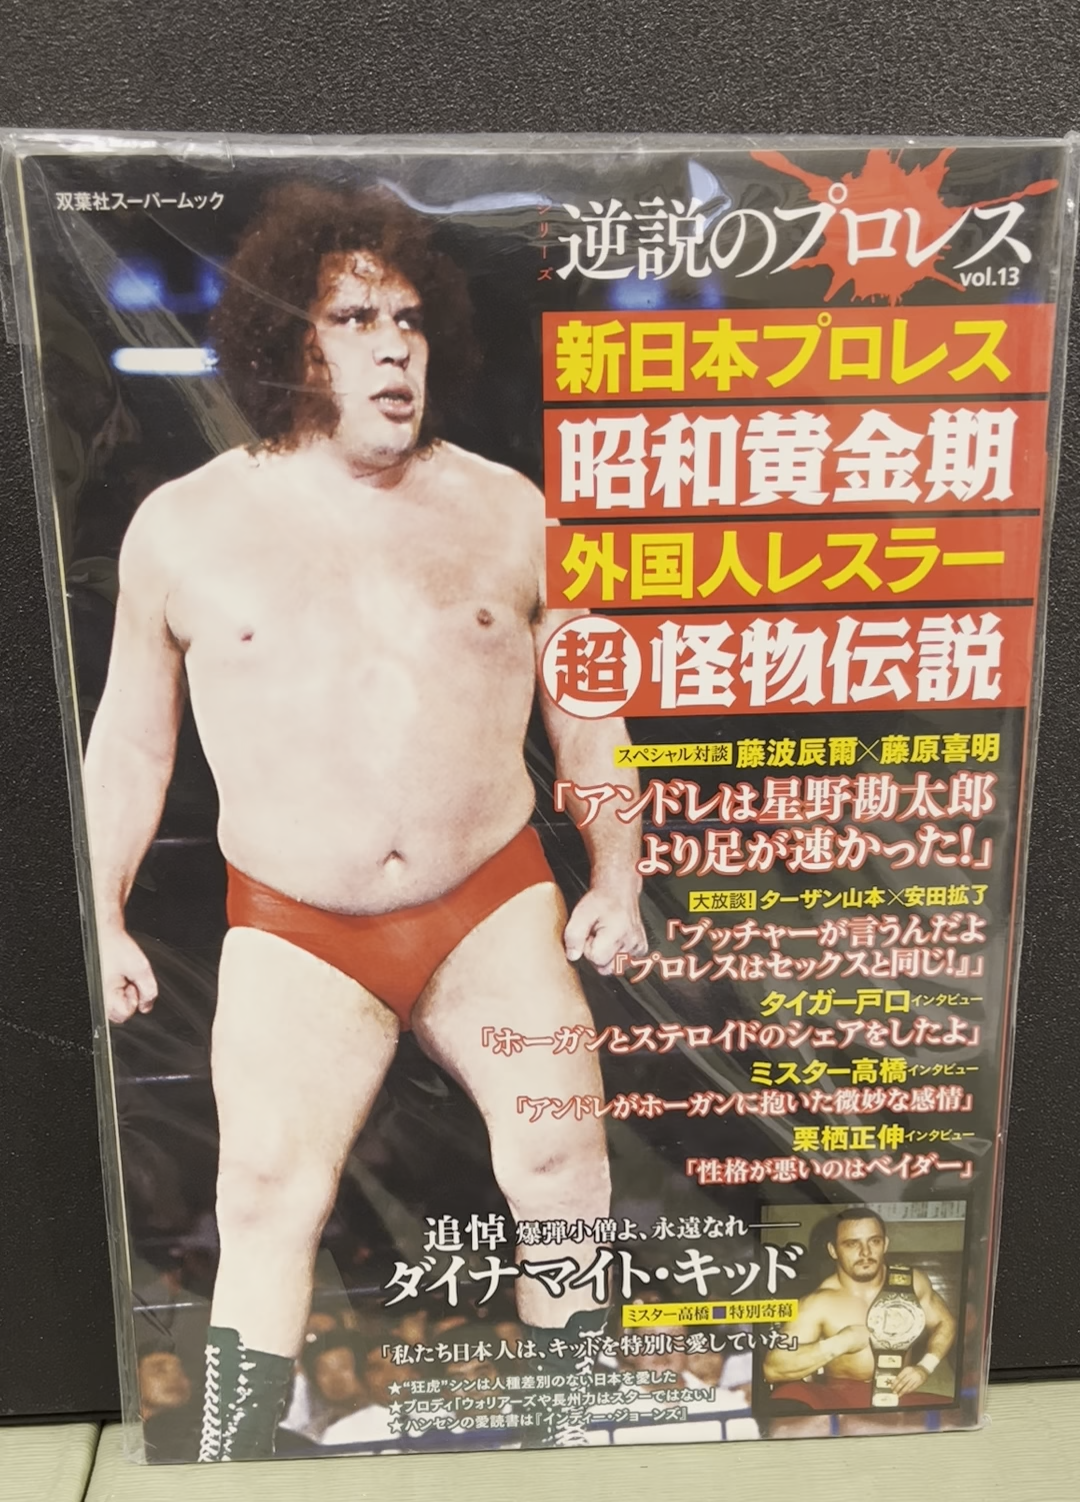 双葉社スーパームック
シリーズ
逆説のプロレス
vol.13
新日本プロレス
昭和黄金期
外国人レスラー
超 怪物伝説
スペシャル対談 藤波辰爾×藤原喜明
「アンドレは星野勘太郎
より足が速かった!」
大放談! ターザン山本×安田拡了
「ブッチャーが言うんだよ
『プロレスはセックスと同じ!』」
タイガー戸口インタビュー
「ホーガンとステロイドのシェアをしたよ」
ミスター高橋インタビュー
「アンドレがホーガンに抱いた微妙な感情」
栗栖正伸インタビュー
「性格が悪いのはベイダー」
追悼 爆弾小僧よ、永遠なれ──
ダイナマイト・キッド
ミスター高橋■特別寄稿
「私たち日本人は、キッドを特別に愛していた」
★“狂虎”シンは人種差別のない日本を愛した
★ブロディ「ウォリアーズや長州力はスターではない」
★ハンセンの愛読書は『インディー・ジョーンズ』